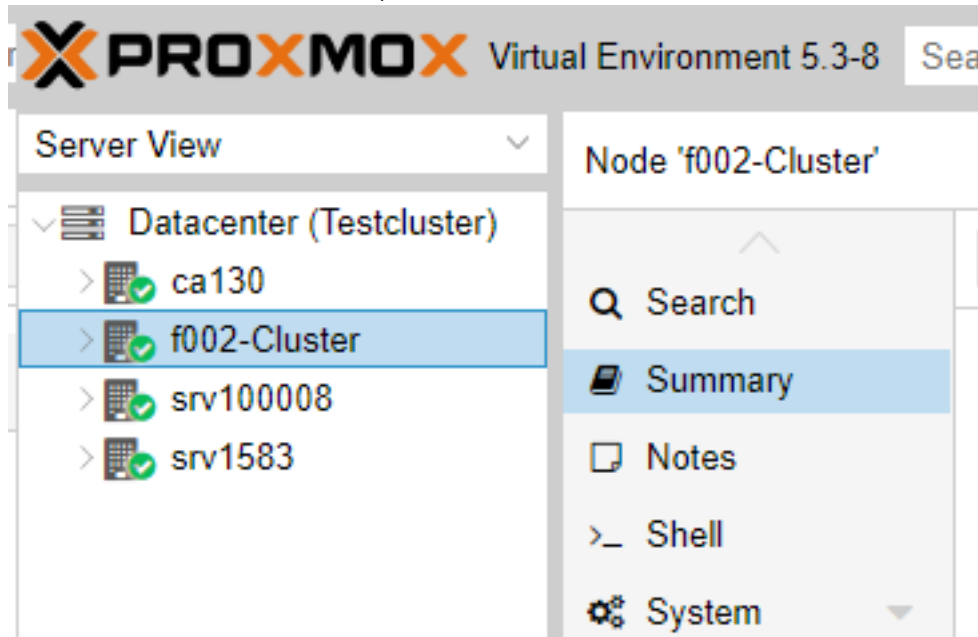 PROXMOX Virtual Environment 5.3-8 Sea
Server View
Datacenter (Testcluster)
ca130
f002-Cluster
srv100008
srv1583
Node 'f002-Cluster'
Search
Summary
Notes
>_ Shell
System